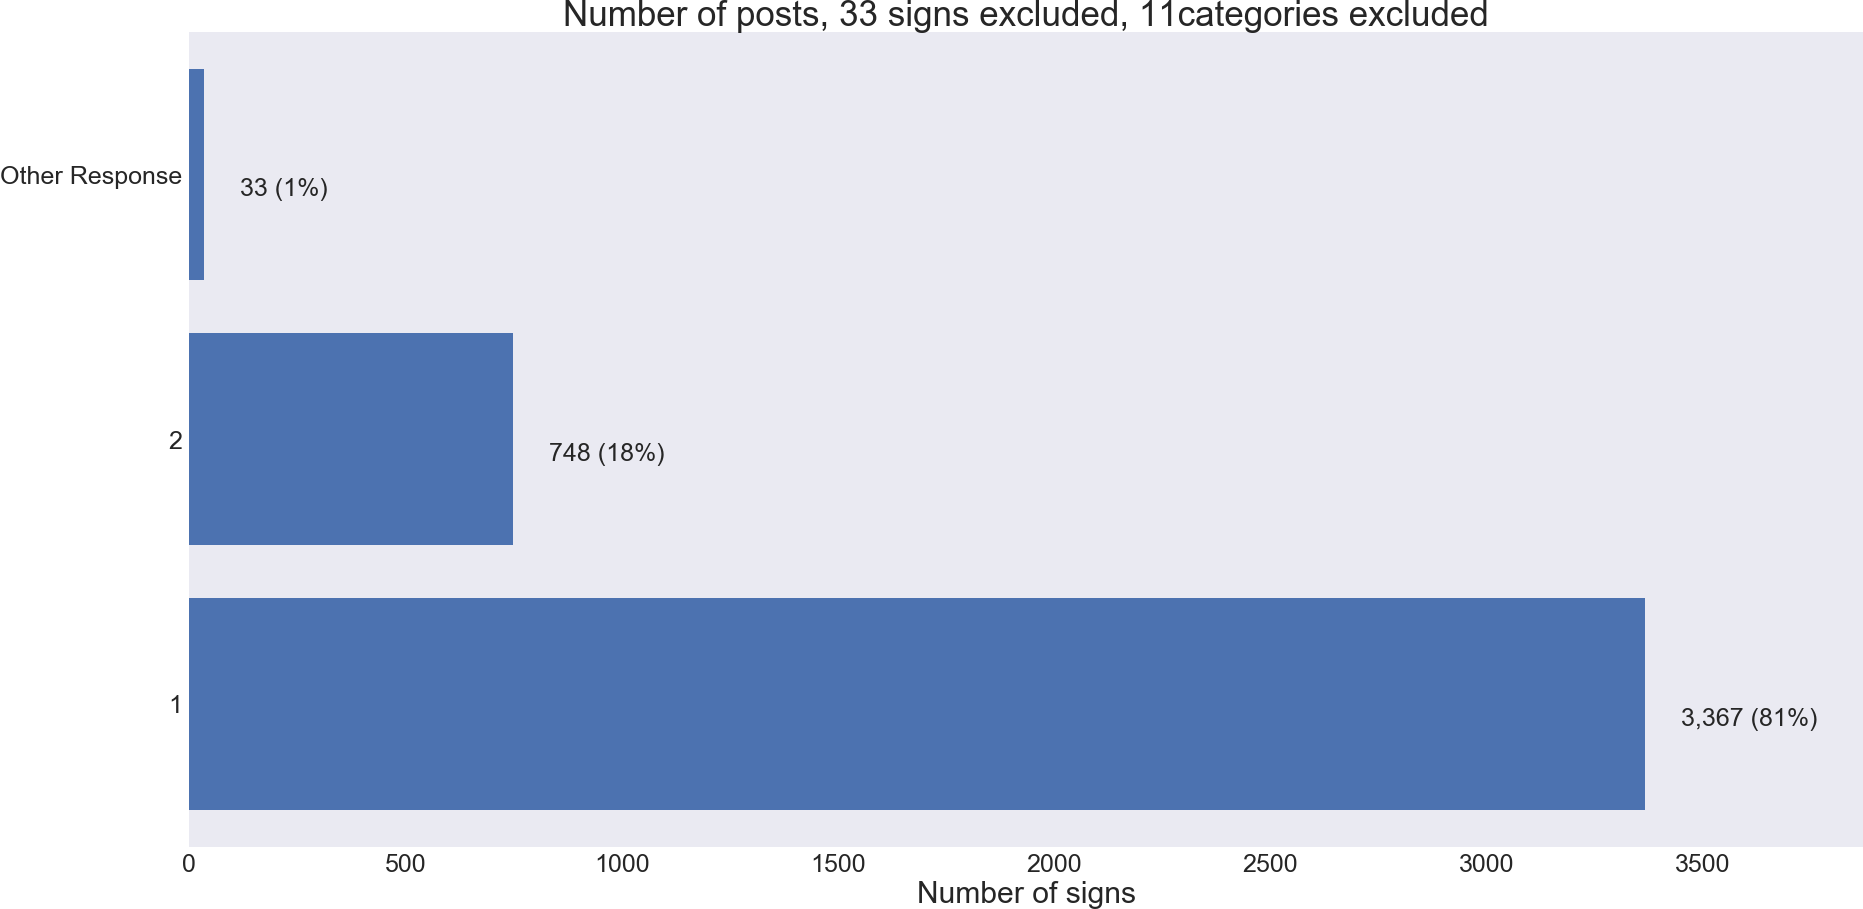 Number of posts, 33 signs excluded, 11categories excluded
Other Response
33 (1%)
2
748 (18%)
1
3,367 (81%)
0 500 1000 1500 2000 2500 3000 3500
Number of signs